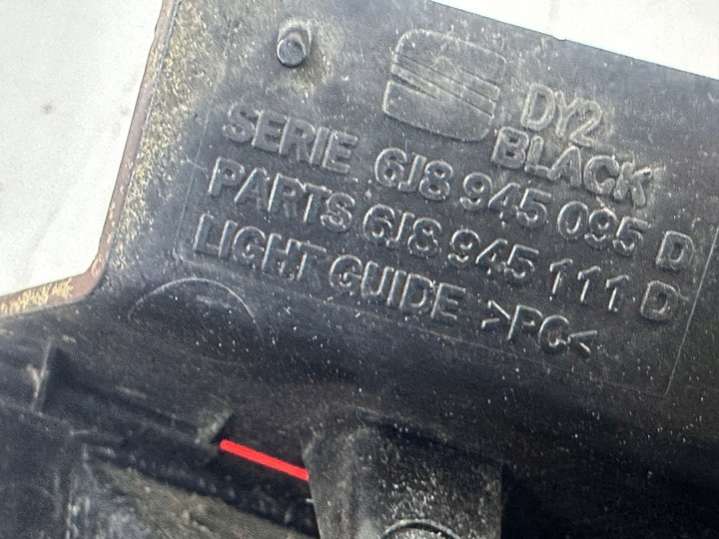 DY2
BLACK
SERIE 6J8 945 095 D
PARTS 6J8 945 111 D
LIGHT GUIDE >PC<